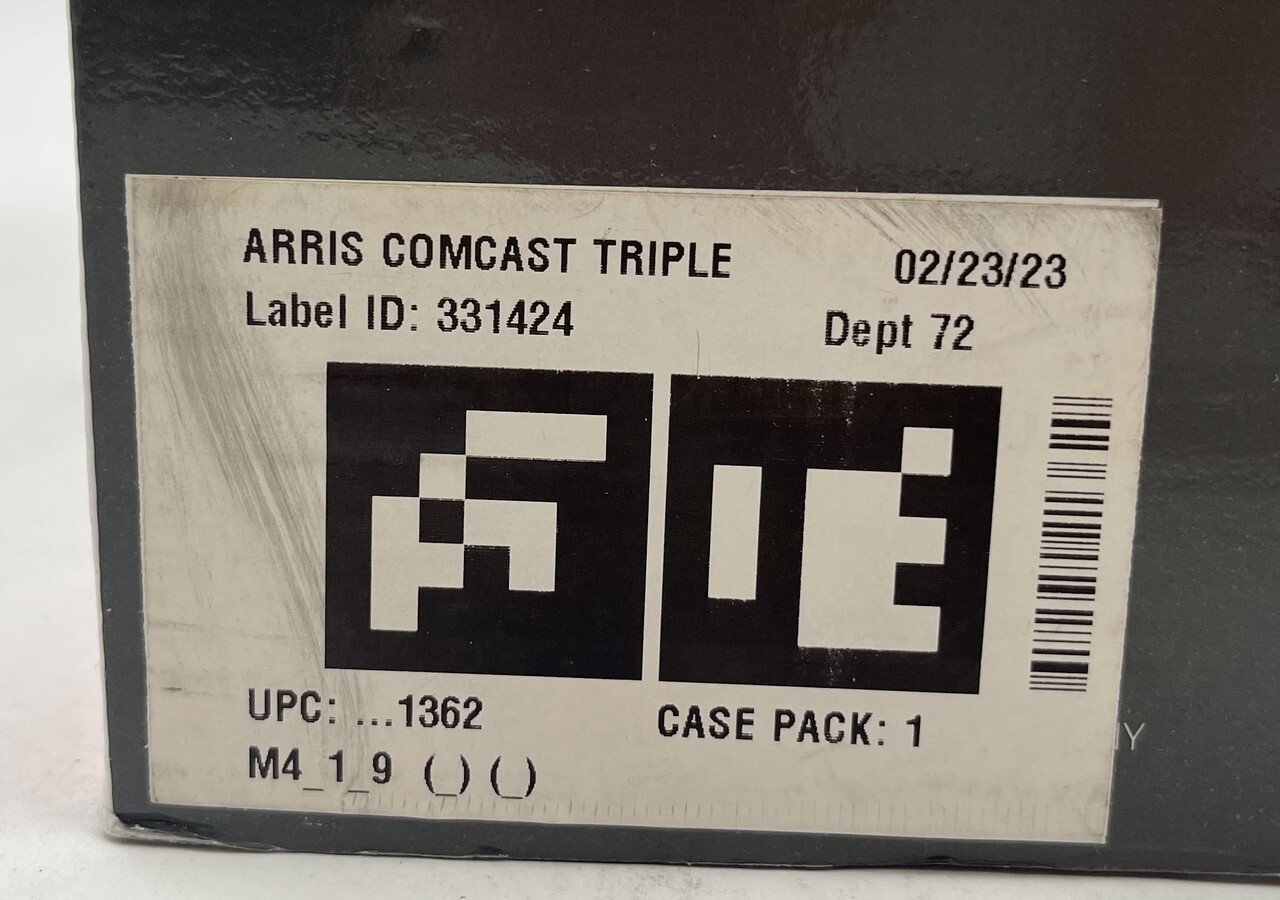 ARRIS COMCAST TRIPLE 02/23/23
Label ID: 331424 Dept 72
UPC: ...1362 CASE PACK: 1
M4_1_9 (_) (_)